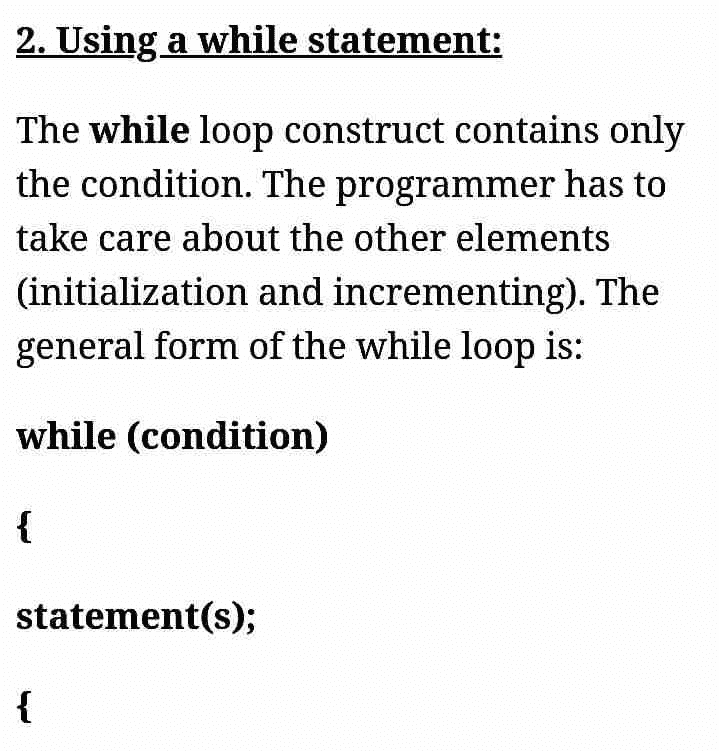 2. Using a while statement:
The while loop construct contains only
the condition. The programmer has to
take care about the other elements
(initialization and incrementing). The
general form of the while loop is:
while (condition)
{
statement(s);
{